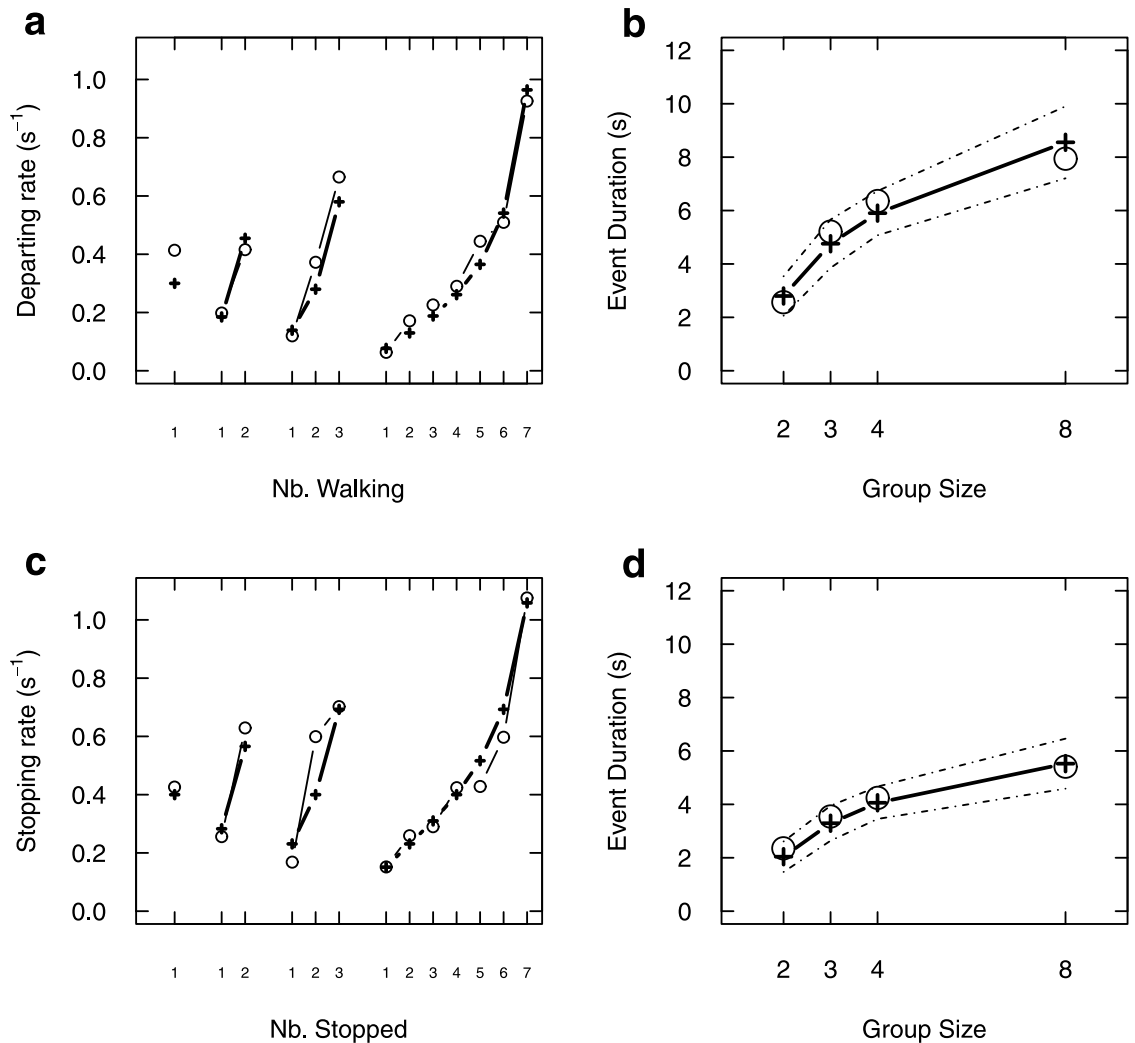 a
Departing rate (s⁻¹)
1.0
0.8
0.6
0.4
0.2
0.0
1 1 2 1 2 3 1 2 3 4 5 6 7
Nb. Walking
b
Event Duration (s)
12
10
8
6
4
2
0
2 3 4 8
Group Size
c
Stopping rate (s⁻¹)
1.0
0.8
0.6
0.4
0.2
0.0
1 1 2 1 2 3 1 2 3 4 5 6 7
Nb. Stopped
d
Event Duration (s)
12
10
8
6
4
2
0
2 3 4 8
Group Size